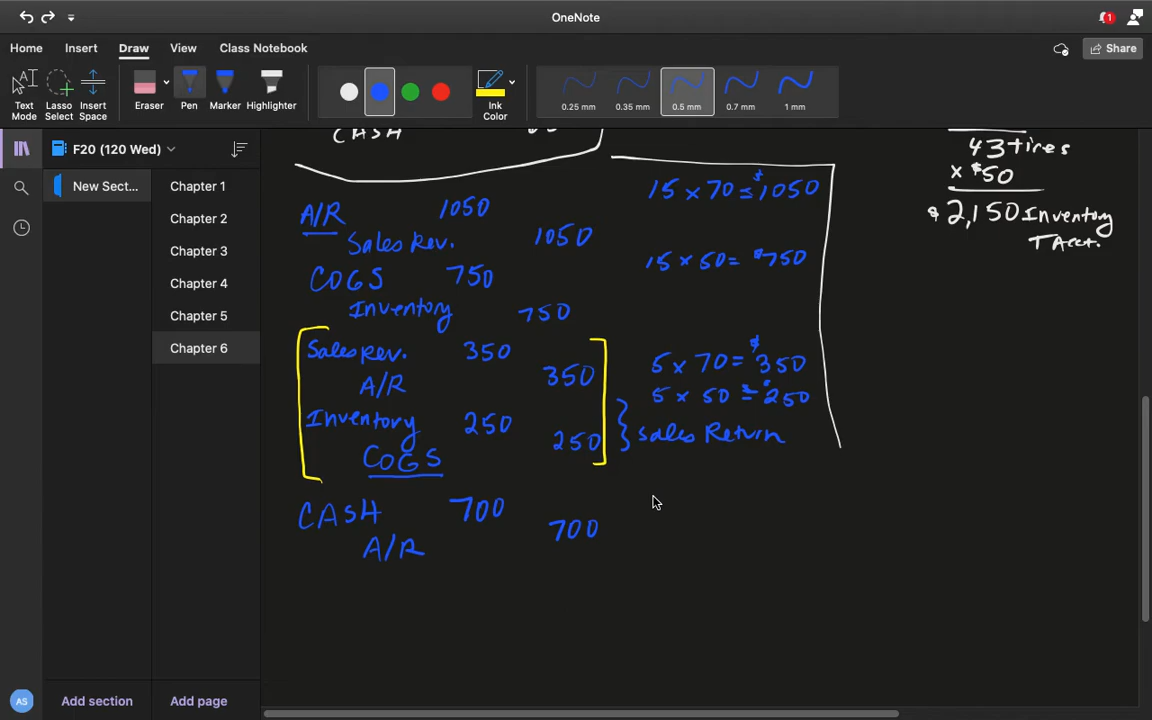 OneNote
1
Home Insert Draw View Class Notebook
Share
Text Mode
Lasso Select
Insert Space
Eraser
Pen
Marker
Highlighter
Ink Color
0.25 mm
0.35 mm
0.5 mm
0.7 mm
1 mm
F20 (120 Wed)
New Sect...
Chapter 1
Chapter 2
Chapter 3
Chapter 4
Chapter 5
Chapter 6
AS
Add section
Add page
CASH
A/R 1050
Sales Rev. 1050
COGS 750
Inventory 750
Sales Rev. 350
A/R 350
Inventory 250
COGS 250
CASH 700
A/R 700
15 x 70 = $1050
15 x 50 = $750
5 x 70 = $350
5 x 50 = $250
Sales Return
43 tires
x $50
$2,150 Inventory
T Acct.